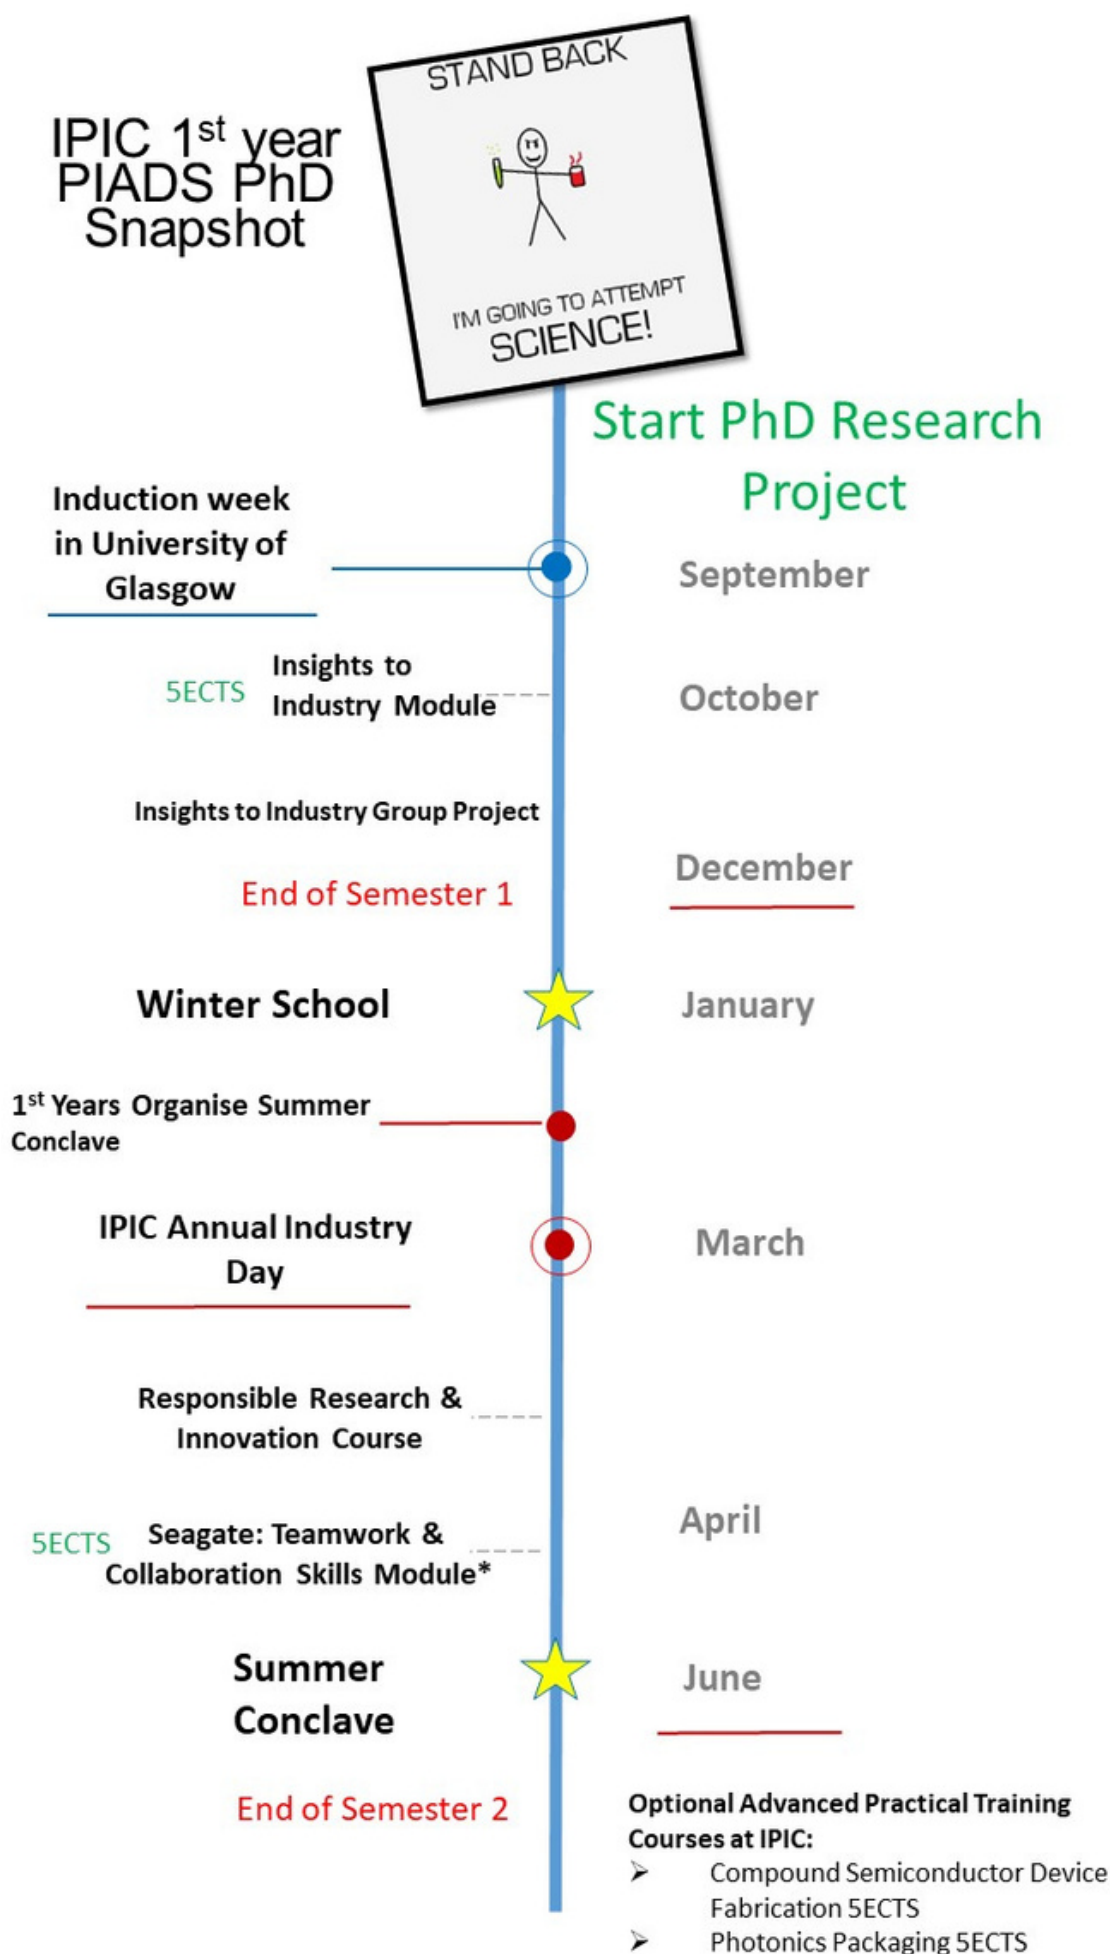 STAND BACK
IPIC 1st year
PIADS PhD
Snapshot
I'M GOING TO ATTEMPT
SCIENCE!
Start PhD Research
Project
Induction week
in University of
Glasgow
September
5ECTS
Insights to
Industry Module
October
Insights to Industry Group Project
December
End of Semester 1
Winter School
January
1st Years Organise Summer
Conclave
IPIC Annual Industry
Day
March
Responsible Research &
Innovation Course
April
5ECTS
Seagate: Teamwork &
Collaboration Skills Module*
Summer
Conclave
June
End of Semester 2
Optional Advanced Practical Training
Courses at IPIC:
➢ Compound Semiconductor Device
Fabrication 5ECTS
➢ Photonics Packaging 5ECTS